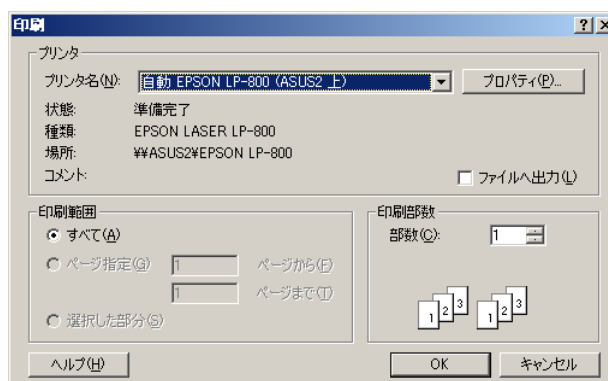 印刷
プリンタ
プリンタ名(N): 自動 EPSON LP-800 (ASUS2 上) プロパティ(P)...
状態: 準備完了
種類: EPSON LASER LP-800
場所: ¥¥ASUS2¥EPSON LP-800
コメント: ファイルへ出力(L)
印刷範囲
すべて(A)
ページ指定(G) 1 ページから(F)
1 ページまで(T)
選択した部分(S)
印刷部数
部数(C): 1
1 2 3 1 2 3
ヘルプ(H) OK キャンセル